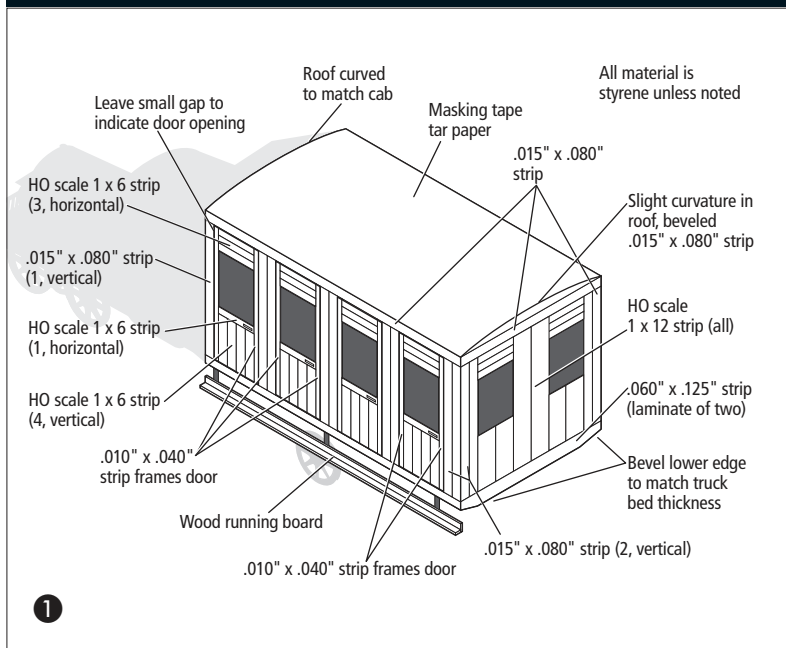 Roof curved
to match cab
All material is
styrene unless noted
Leave small gap to
indicate door opening
Masking tape
tar paper
.015" x .080"
strip
HO scale 1 x 6 strip
(3, horizontal)
Slight curvature in
roof, beveled
.015" x .080" strip
.015" x .080" strip
(1, vertical)
HO scale
1 x 12 strip (all)
HO scale 1 x 6 strip
(1, horizontal)
HO scale 1 x 6 strip
(4, vertical)
.060" x .125" strip
(laminate of two)
.010" x .040"
strip frames door
Bevel lower edge
to match truck
bed thickness
Wood running board
.015" x .080" strip (2, vertical)
.010" x .040" strip frames door
1